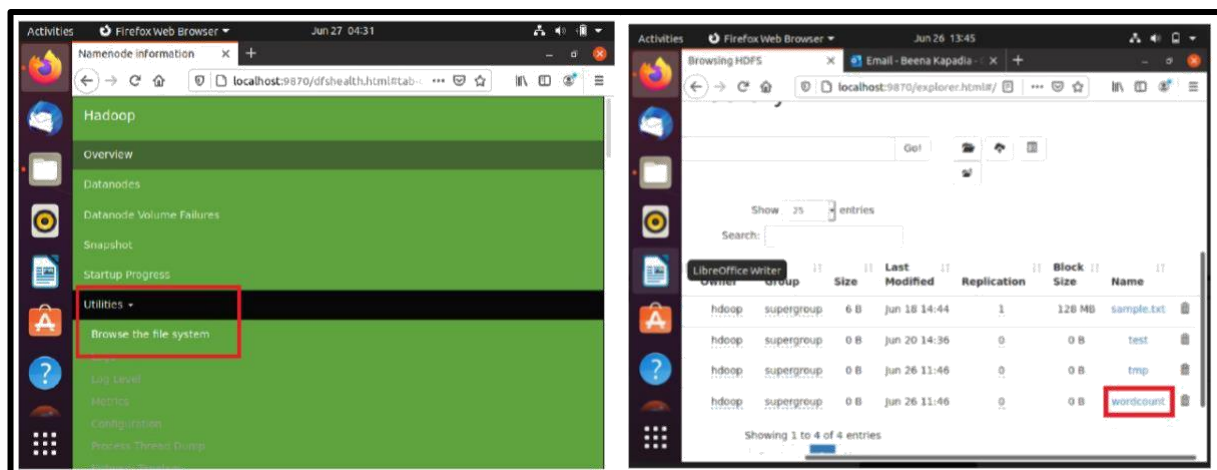 Activities Firefox Web Browser Jun 27 04:31
Namenode information × +
localhost:9870/dfshealth.html#tab-
Hadoop
Overview
Datanodes
Datanode Volume Failures
Snapshot
Startup Progress
Utilities
Browse the file system
Log Level
Metrics
Configuration
Process Thread Dump
Activities Firefox Web Browser Jun 26 13:45
Browsing HDFS × Email - Beena Kapadia - × +
localhost:9870/explorer.html#/
Go!
Show 25 entries
Search:
LibreOffice Writer
Owner Group Size Last Modified Replication Block Size Name
hdoop supergroup 6 B Jun 18 14:44 1 128 MB sample.txt
hdoop supergroup 0 B Jun 20 14:36 0 0 B test
hdoop supergroup 0 B Jun 26 11:46 0 0 B tmp
hdoop supergroup 0 B Jun 26 11:46 0 0 B wordcount
Showing 1 to 4 of 4 entries